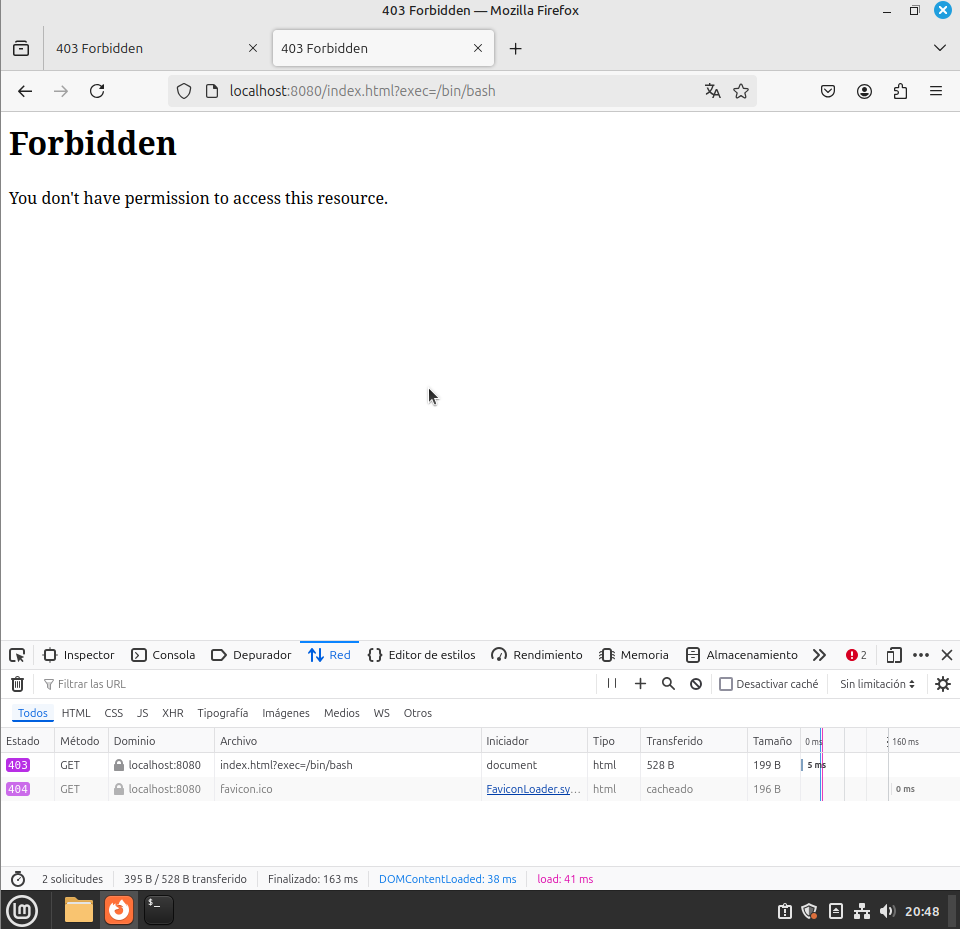 403 Forbidden — Mozilla Firefox
403 Forbidden
403 Forbidden
localhost:8080/index.html?exec=/bin/bash
Forbidden
You don't have permission to access this resource.
Inspector Consola Depurador Red Editor de estilos Rendimiento Memoria Almacenamiento 2
Filtrar las URL Desactivar caché Sin limitación
Todos HTML CSS JS XHR Tipografía Imágenes Medios WS Otros
Estado Método Dominio Archivo Iniciador Tipo Transferido Tamaño 0 ms 160 ms
403 GET localhost:8080 index.html?exec=/bin/bash document html 528 B 199 B 5 ms
404 GET localhost:8080 favicon.ico FaviconLoader.sy… html cacheado 196 B 0 ms
2 solicitudes 395 B / 528 B transferido Finalizado: 163 ms DOMContentLoaded: 38 ms load: 41 ms
20:48